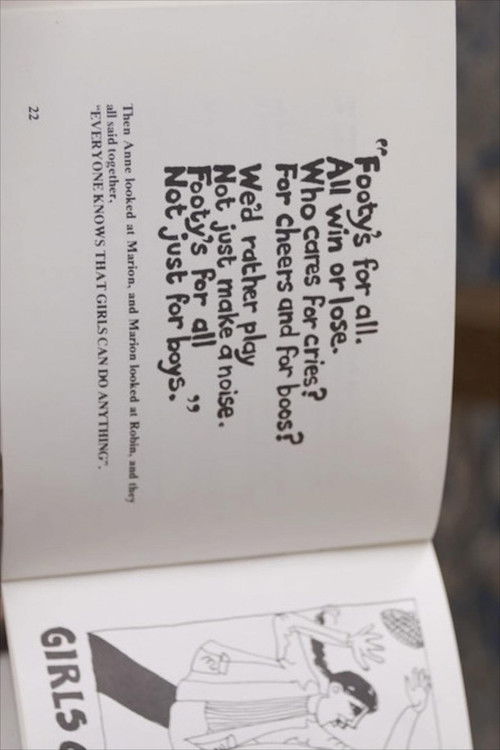 "Footy's for all.
All win or lose.
Who cares for cries?
For cheers and for boos?
We'd rather play
Not just make a noise.
Footy's for all
Not just for boys."
Then Anne looked at Marion, and Marion looked at Robin, and they
all said together,
"EVERYONE KNOWS THAT GIRLS CAN DO ANYTHING".
22
GIRLS